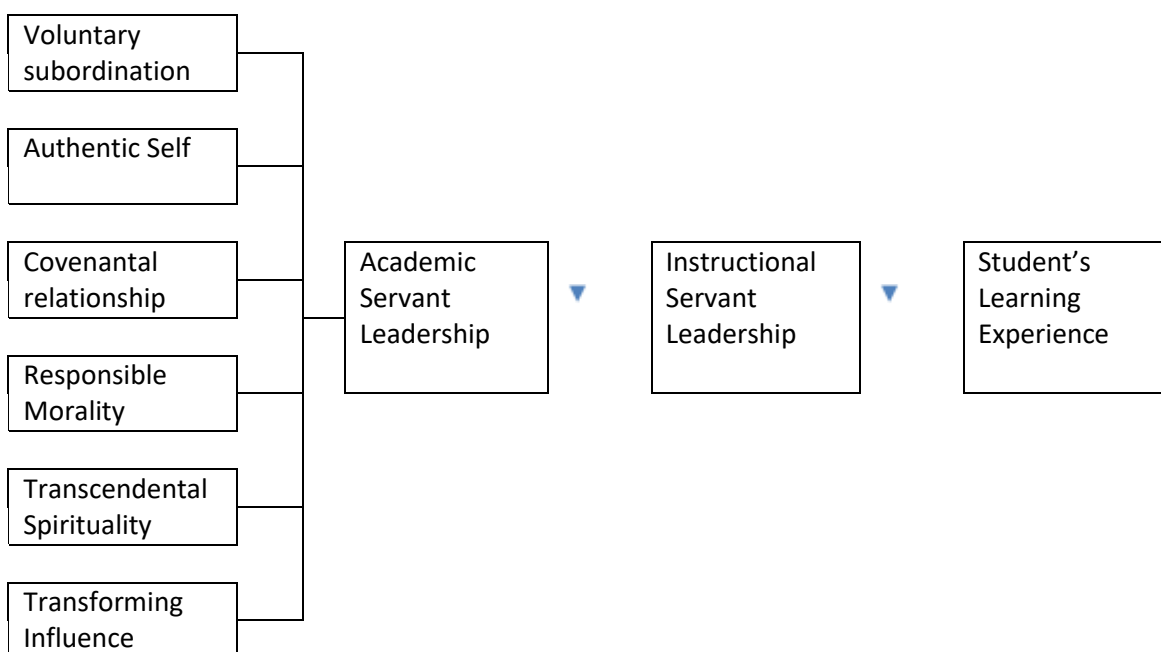 Voluntary
subordination
Authentic Self
Covenantal
relationship
Responsible
Morality
Transcendental
Spirituality
Transforming
Influence
Academic
Servant
Leadership
Instructional
Servant
Leadership
Student’s
Learning
Experience